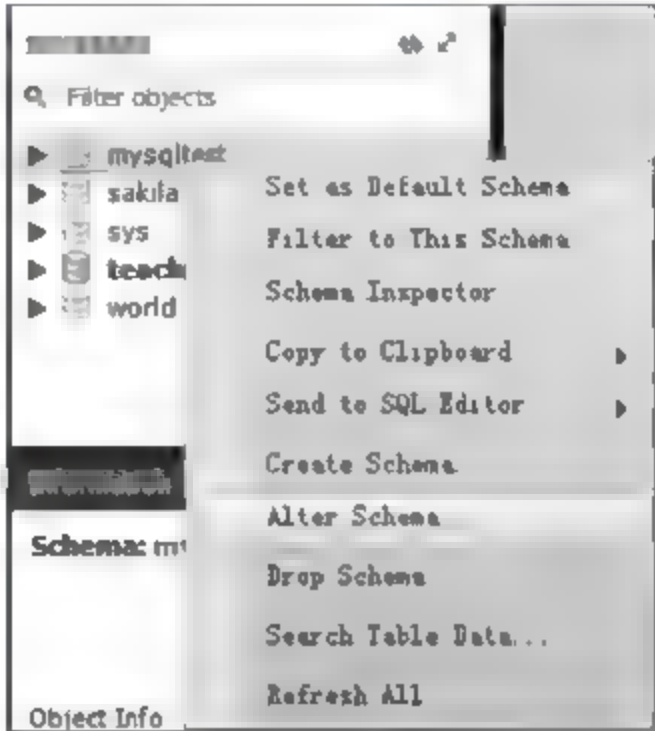 Filter objects
mysqltest
sakila
sys
world
Set as Default Schema
Filter to This Schema
Schema Inspector
Copy to Clipboard
Send to SQL Editor
Create Schema
Alter Schema
Schema:
Drop Schema
Search Table Data...
Refresh All
Object Info